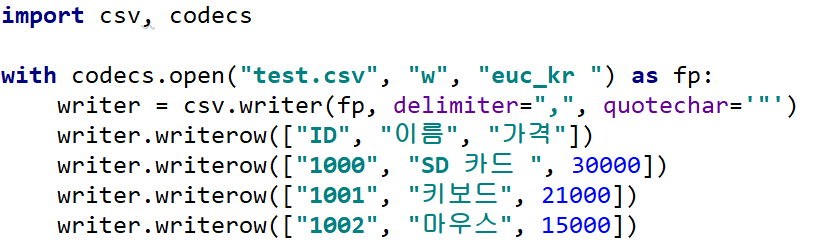 import csv, codecs
with codecs.open("test.csv", "w", "euc_kr ") as fp:
    writer = csv.writer(fp, delimiter=",", quotechar='"')
    writer.writerow(["ID", "이름", "가격"])
    writer.writerow(["1000", "SD 카드 ", 30000])
    writer.writerow(["1001", "키보드", 21000])
    writer.writerow(["1002", "마우스", 15000])